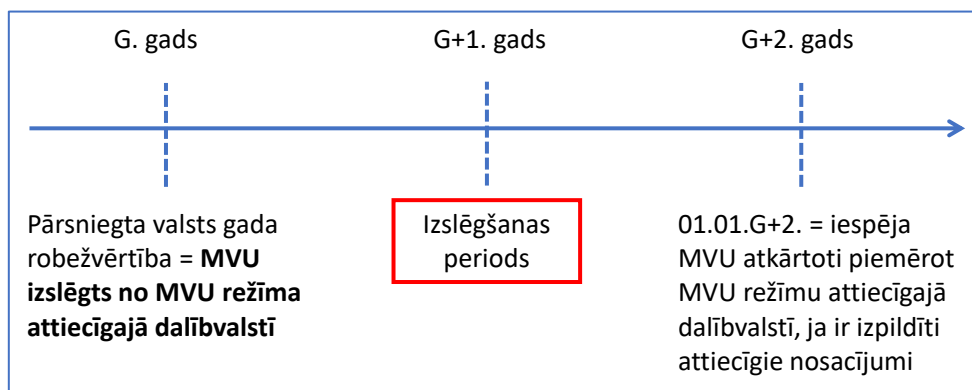 G. gads
G+1. gads
G+2. gads
Pārsniegta valsts gada
robežvērtība = MVU
izslēgts no MVU režīma
attiecīgajā dalībvalstī
Izslēgšanas
periods
01.01.G+2. = iespēja
MVU atkārtoti piemērot
MVU režīmu attiecīgajā
dalībvalstī, ja ir izpildīti
attiecīgie nosacījumi